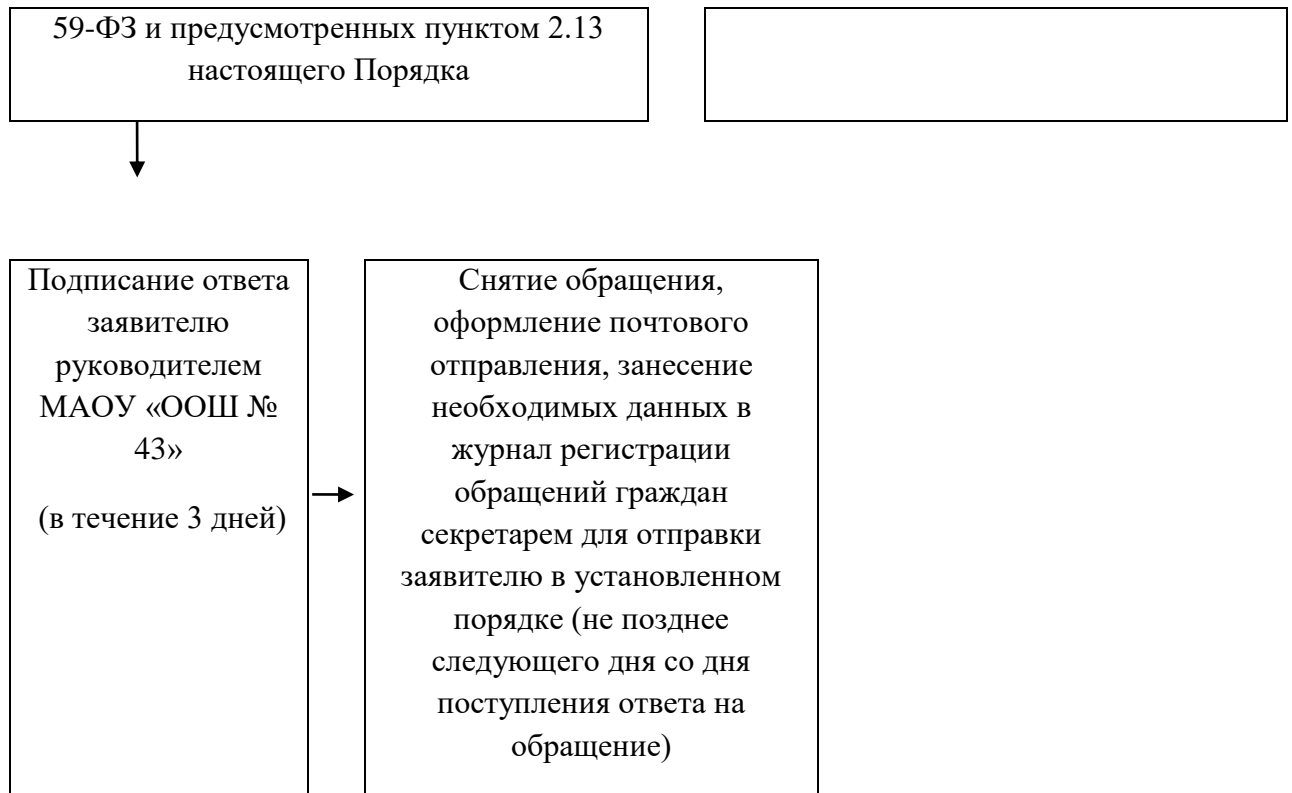 59-ФЗ и предусмотренных пунктом 2.13
настоящего Порядка
Подписание ответа
заявителю
руководителем
МАОУ «ООШ №
43»
(в течение 3 дней)
Снятие обращения,
оформление почтового
отправления, занесение
необходимых данных в
журнал регистрации
обращений граждан
секретарем для отправки
заявителю в установленном
порядке (не позднее
следующего дня со дня
поступления ответа на
обращение)